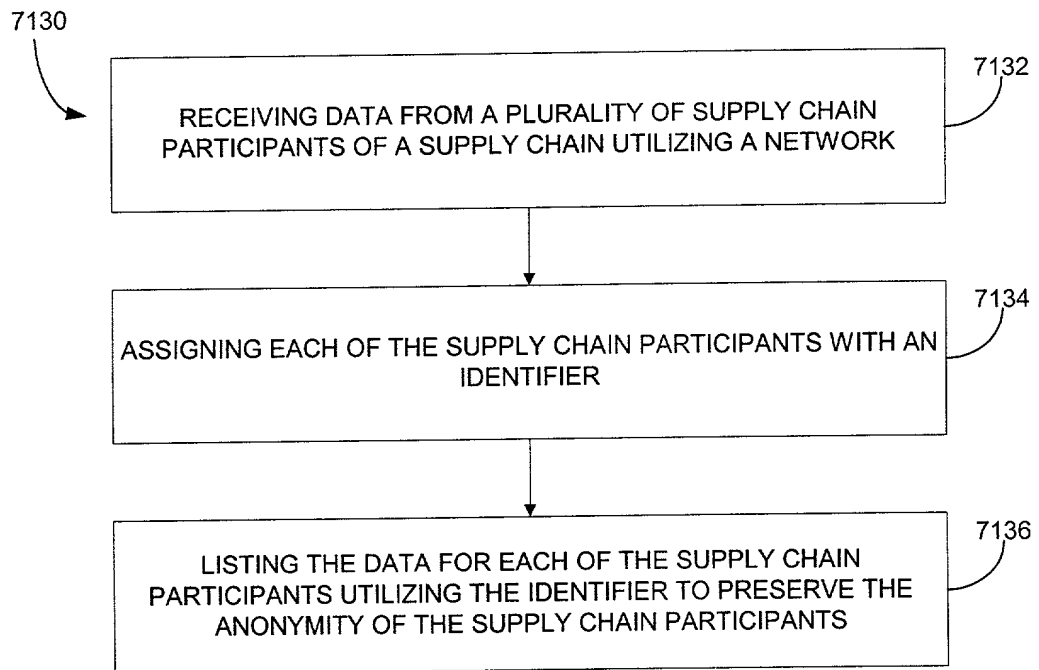 7130
7132
RECEIVING DATA FROM A PLURALITY OF SUPPLY CHAIN
PARTICIPANTS OF A SUPPLY CHAIN UTILIZING A NETWORK
7134
ASSIGNING EACH OF THE SUPPLY CHAIN PARTICIPANTS WITH AN
IDENTIFIER
7136
LISTING THE DATA FOR EACH OF THE SUPPLY CHAIN
PARTICIPANTS UTILIZING THE IDENTIFIER TO PRESERVE THE
ANONYMITY OF THE SUPPLY CHAIN PARTICIPANTS